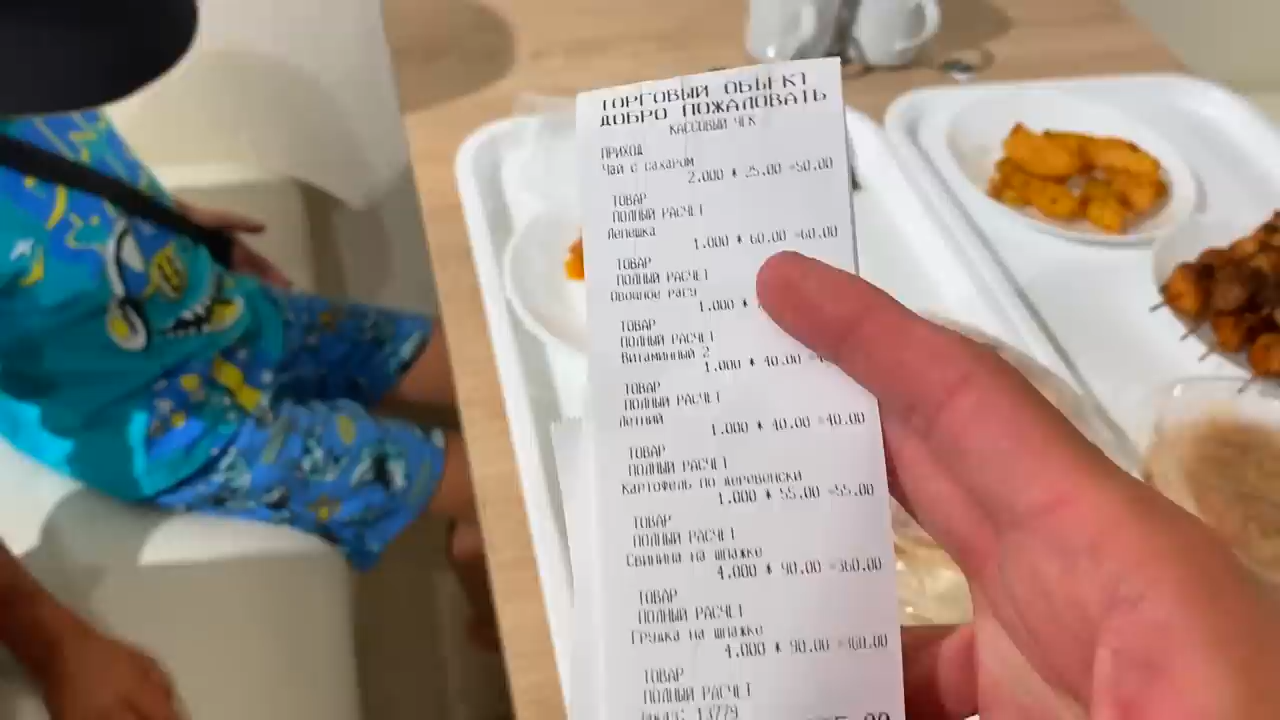 ТОРГОВЫЙ ОБЪЕКТ
ДОБРО ПОЖАЛОВАТЬ
КАССОВЫЙ ЧЕК
ПРИХОД
Чай с сахаром
2.000 * 25.00 =50.00
ТОВАР
ПОЛНЫЙ РАСЧЕТ
Лепешка
1.000 * 60.00 =60.00
ТОВАР
ПОЛНЫЙ РАСЧЕТ
Овощное рагу
1.000 *
ТОВАР
ПОЛНЫЙ РАСЧЕТ
Витаминный 2
1.000 * 40.00
ТОВАР
ПОЛНЫЙ РАСЧЕТ
Летний
1.000 * 40.00 =40.00
ТОВАР
ПОЛНЫЙ РАСЧЕТ
Картофель по деревенски
1.000 * 55.00 =55.00
ТОВАР
ПОЛНЫЙ РАСЧЕТ
Свинина на шпажке
4.000 * 90.00 =360.00
ТОВАР
ПОЛНЫЙ РАСЧЕТ
Грудка на шпажке
4.000 * 90.00 =360.00
ТОВАР
ПОЛНЫЙ РАСЧЕТ
13779